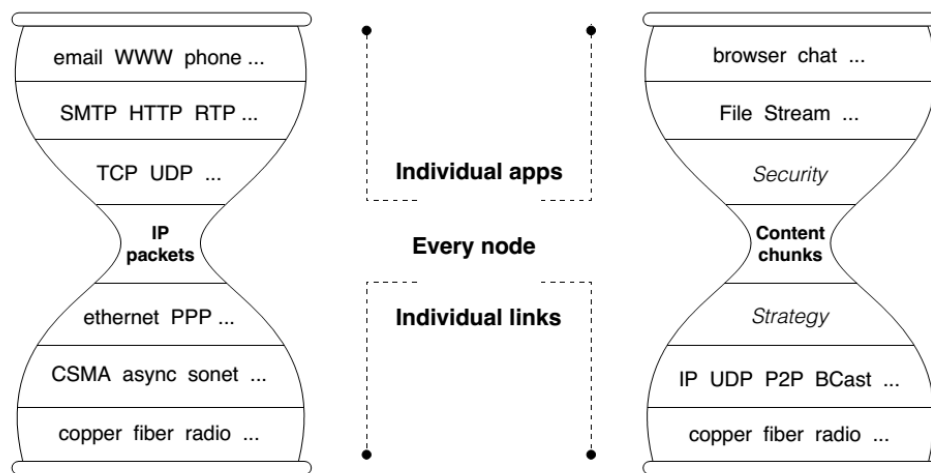 email WWW phone ...
SMTP HTTP RTP ...
TCP UDP ...
IP
packets
ethernet PPP ...
CSMA async sonet ...
copper fiber radio ...
Individual apps
Every node
Individual links
browser chat ...
File Stream ...
Security
Content
chunks
Strategy
IP UDP P2P BCast ...
copper fiber radio ...